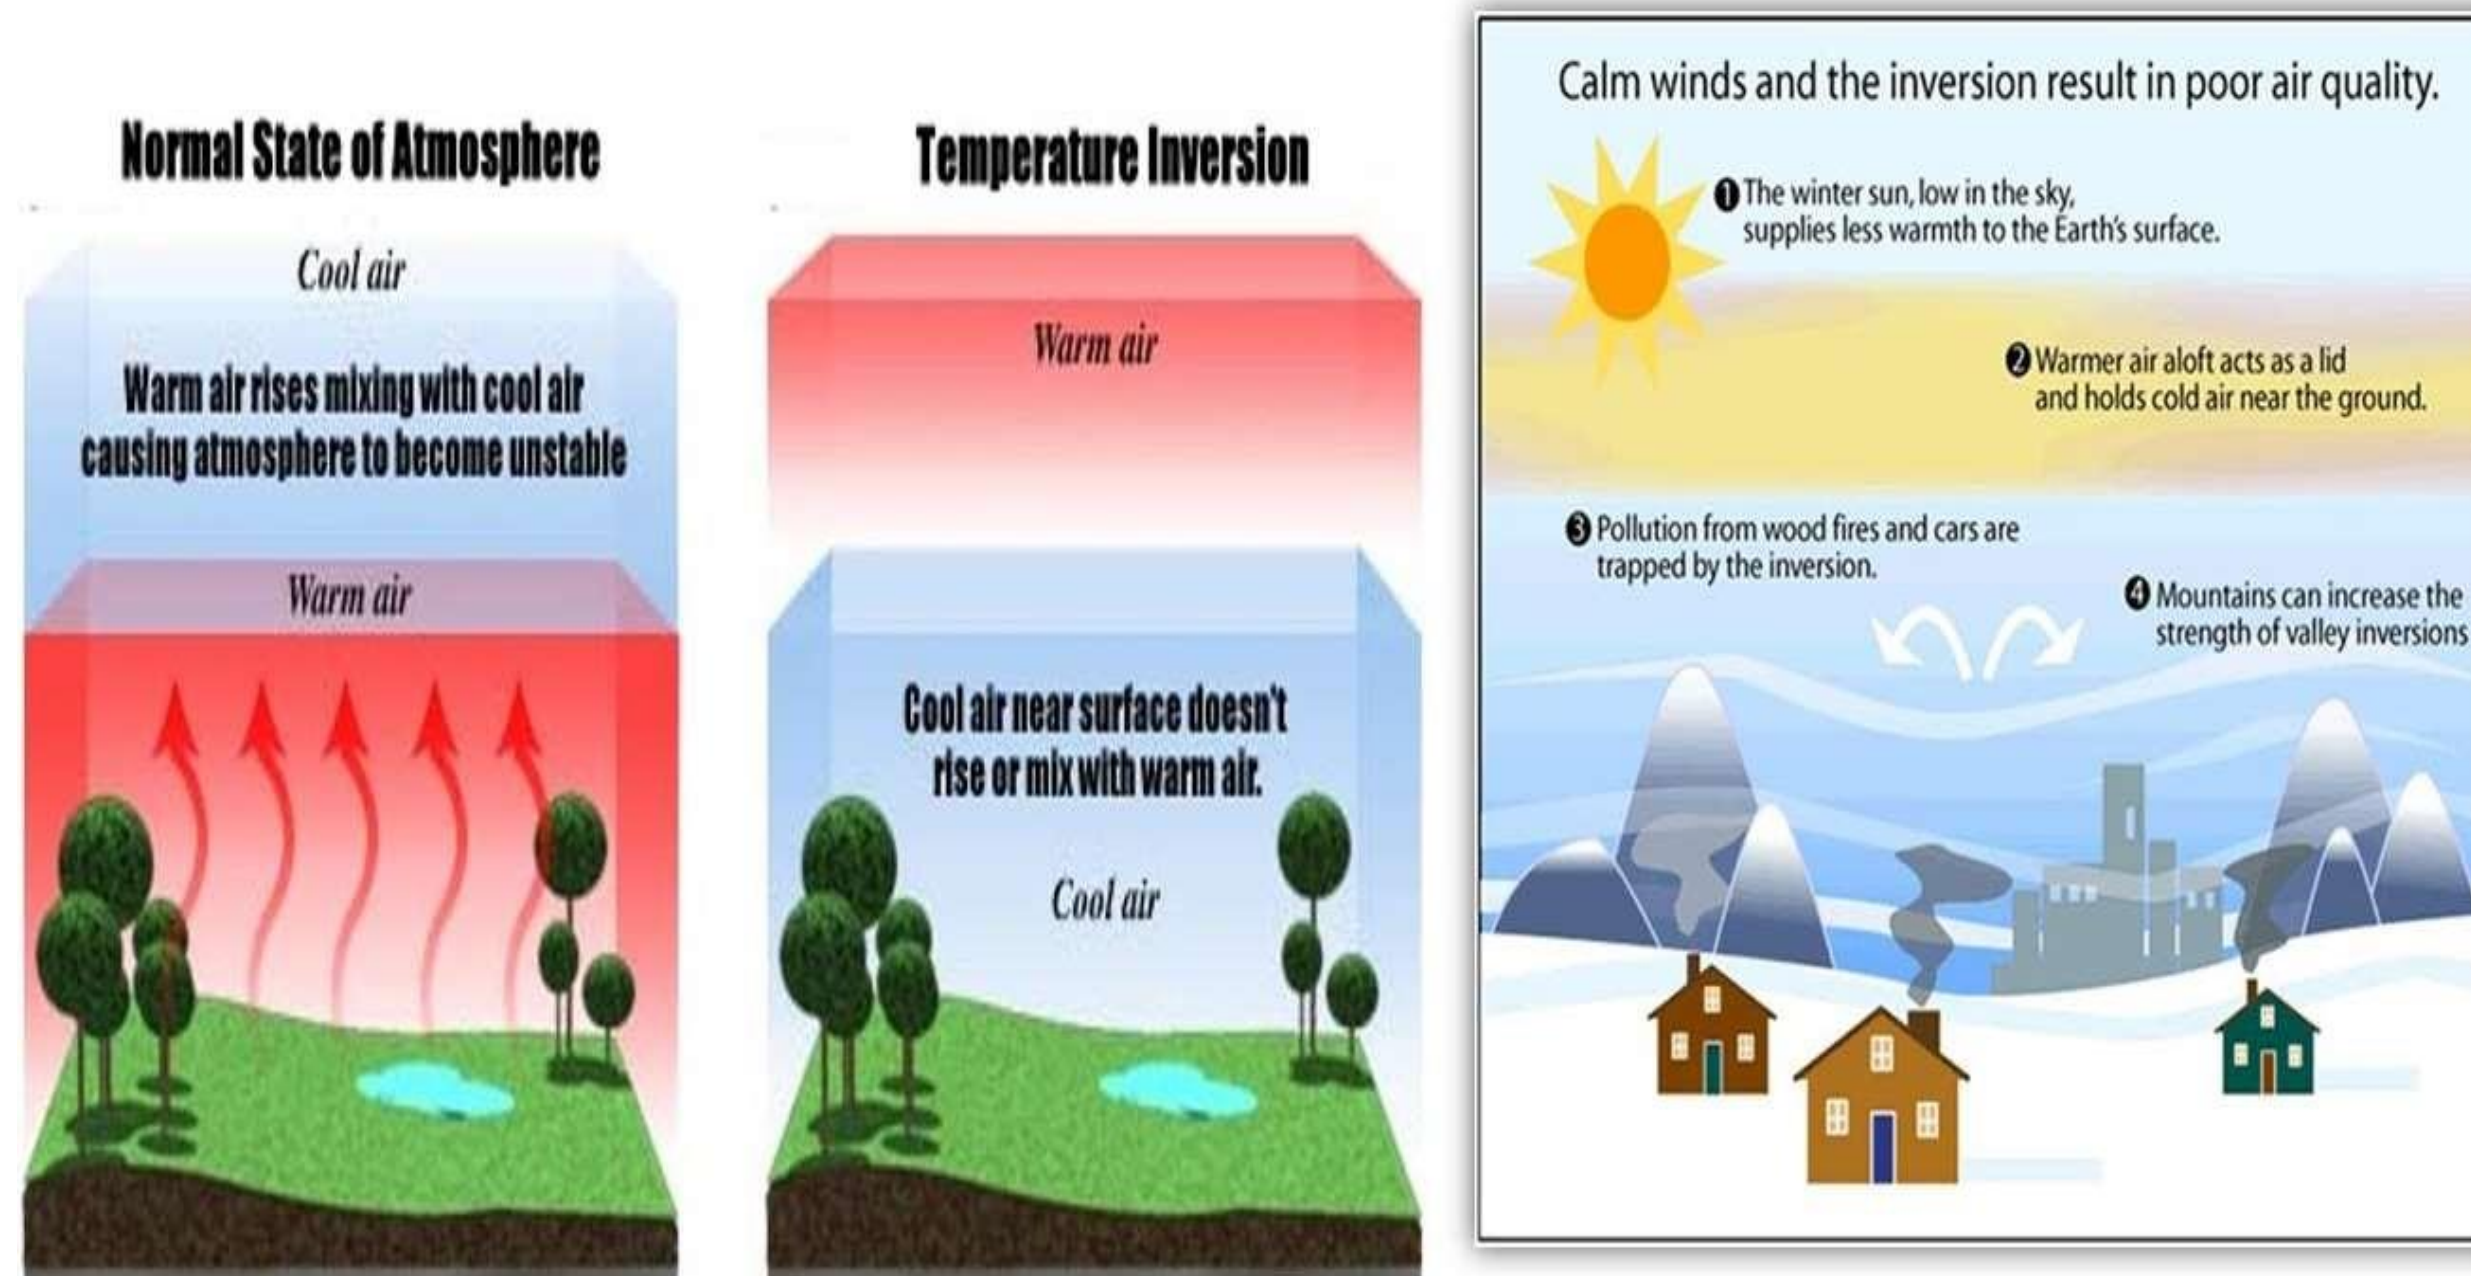 Normal State of Atmosphere
Cool air
Warm air rises mixing with cool air
causing atmosphere to become unstable
Warm air
Temperature Inversion
Warm air
Cool air near surface doesn't
rise or mix with warm air.
Cool air
Calm winds and the inversion result in poor air quality.
❶ The winter sun, low in the sky,
supplies less warmth to the Earth's surface.
❷ Warmer air aloft acts as a lid
and holds cold air near the ground.
❸ Pollution from wood fires and cars are
trapped by the inversion.
❹ Mountains can increase the
strength of valley inversions